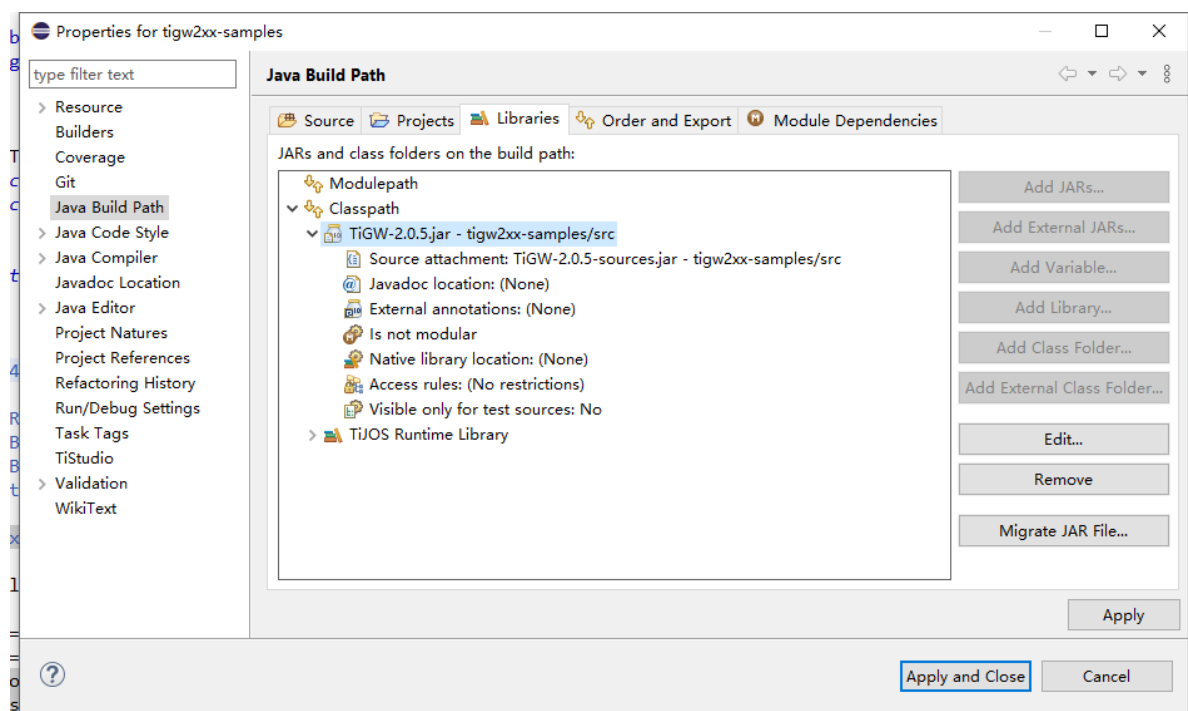 Properties for tigw2xx-samples
type filter text
Resource
Builders
Coverage
Git
Java Build Path
Java Code Style
Java Compiler
Javadoc Location
Java Editor
Project Natures
Project References
Refactoring History
Run/Debug Settings
Task Tags
TiStudio
Validation
WikiText
Java Build Path
Source
Projects
Libraries
Order and Export
Module Dependencies
JARs and class folders on the build path:
Modulepath
Classpath
TiGW-2.0.5.jar - tigw2xx-samples/src
Source attachment: TiGW-2.0.5-sources.jar - tigw2xx-samples/src
Javadoc location: (None)
External annotations: (None)
Is not modular
Native library location: (None)
Access rules: (No restrictions)
Visible only for test sources: No
TiJOS Runtime Library
Add JARs...
Add External JARs...
Add Variable...
Add Library...
Add Class Folder...
Add External Class Folder...
Edit...
Remove
Migrate JAR File...
Apply
Apply and Close
Cancel